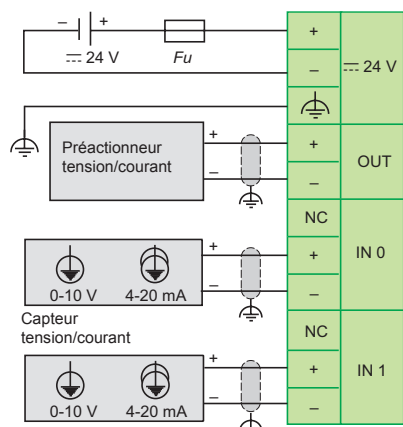 – + +
⎓ 24 V Fu – ⎓ 24 V
Préactionneur
tension/courant
+ +
– –
OUT
NC
+ +
– –
IN 0
0-10 V 4-20 mA
Capteur
tension/courant
NC
+ +
– –
IN 1
0-10 V 4-20 mA